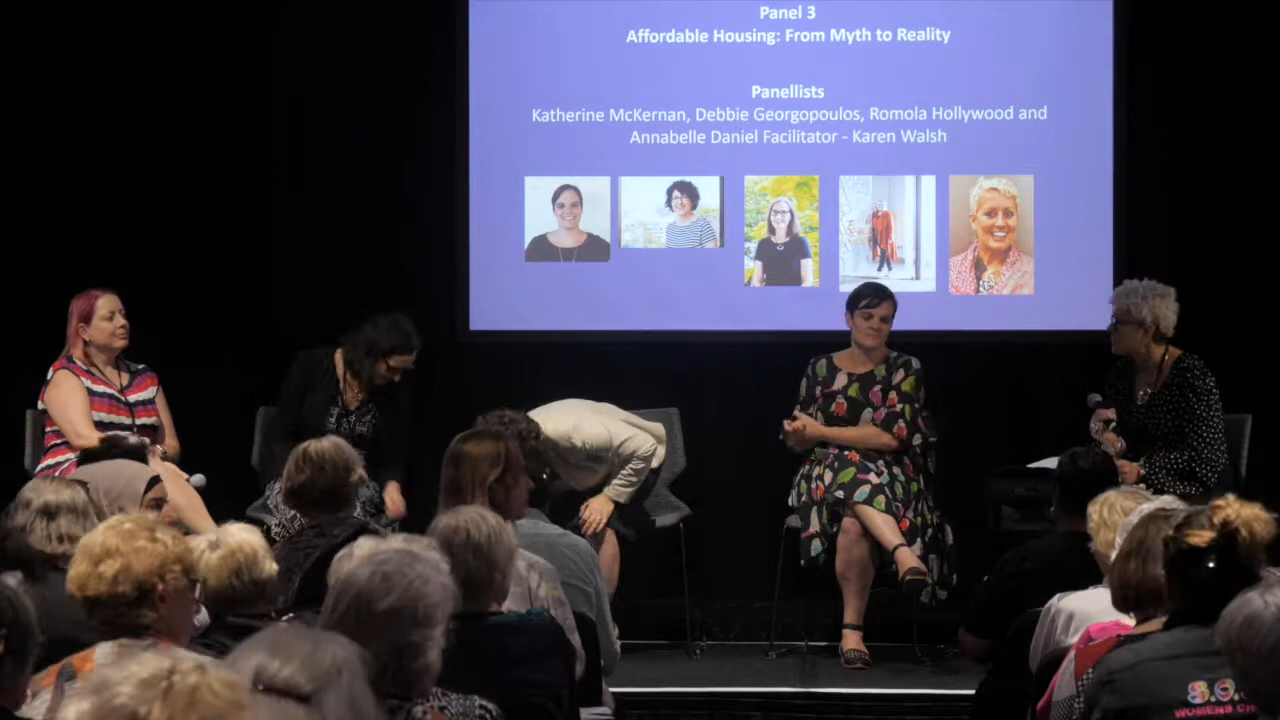 Panel 3
Affordable Housing: From Myth to Reality
Panellists
Katherine McKernan, Debbie Georgopoulos, Romola Hollywood and
Annabelle Daniel Facilitator - Karen Walsh
WOMENS